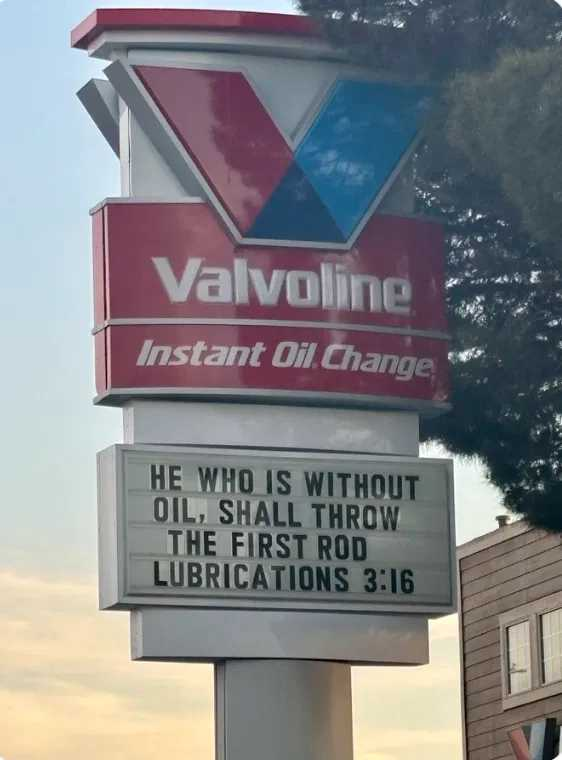 Valvoline
Instant Oil Change
HE WHO IS WITHOUT
OIL, SHALL THROW
THE FIRST ROD
LUBRICATIONS 3:16